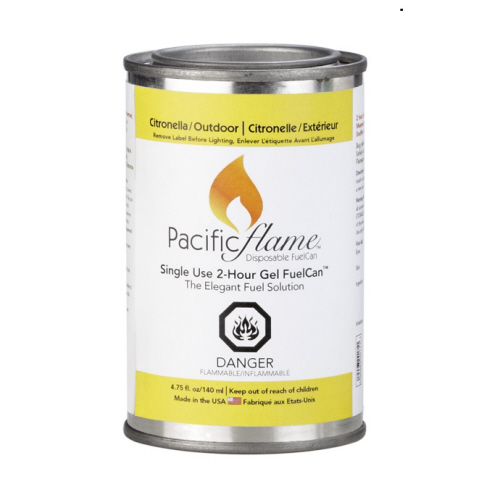 Citronella/Outdoor | Citronelle/Extérieur
Remove Label Before Lighting, Enlever L'étiquette Avant L'allumage
Pacific flame™
Disposable FuelCan
Single Use 2-Hour Gel FuelCan™
The Elegant Fuel Solution
DANGER
FLAMMABLE/INFLAMMABLE
4.75 fl. oz/140 ml | Keep out of reach of children
Made in the USA Fabriqué aux Etats-Unis